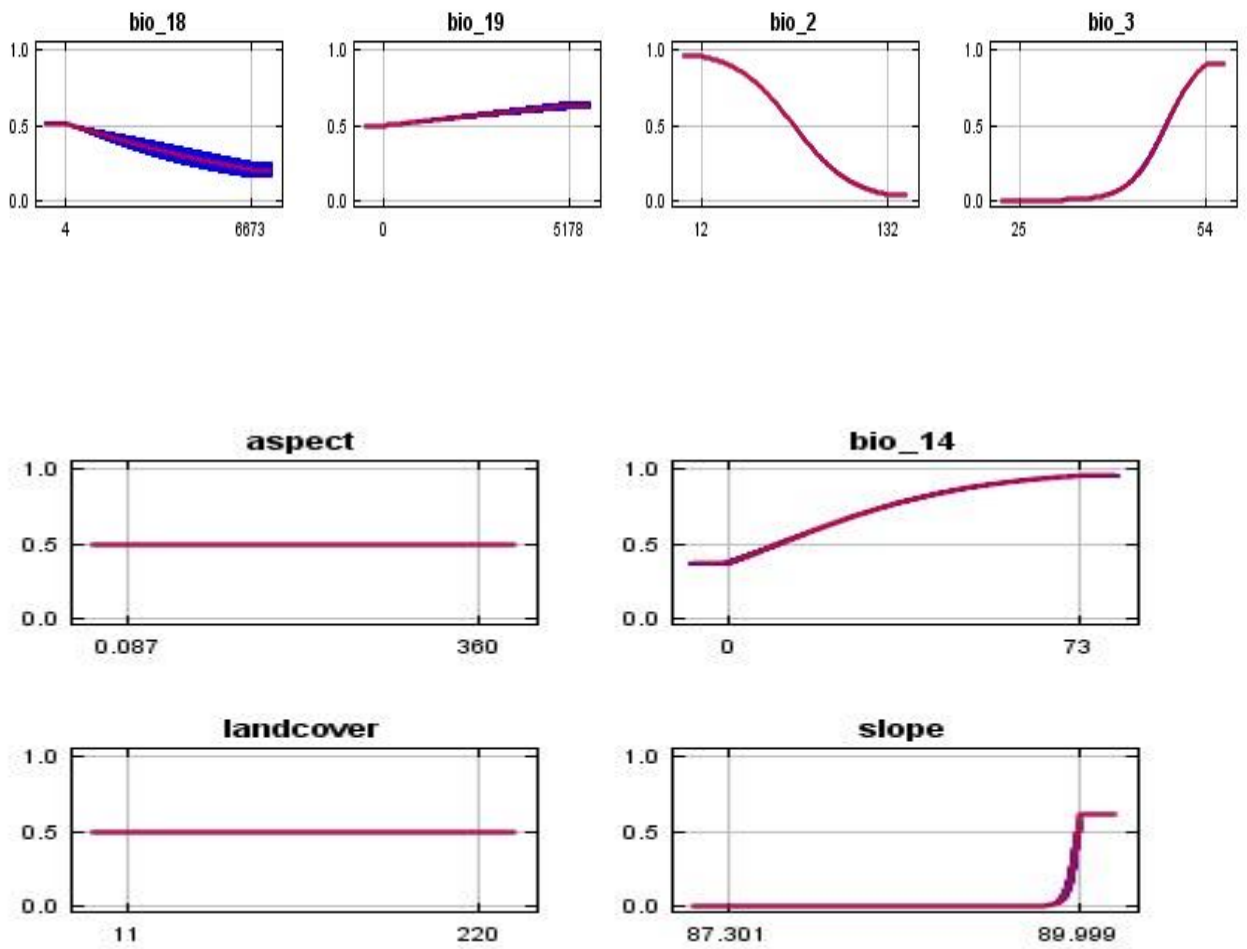 bio_18 bio_19 bio_2 bio_3
1.0 1.0 1.0 1.0
0.5 0.5 0.5 0.5
0.0 0.0 0.0 0.0
4 6673 0 5178 12 132 25 54
aspect bio_14
1.0 1.0
0.5 0.5
0.0 0.0
0.087 360 0 73
landcover slope
1.0 1.0
0.5 0.5
0.0 0.0
11 220 87.301 89.999